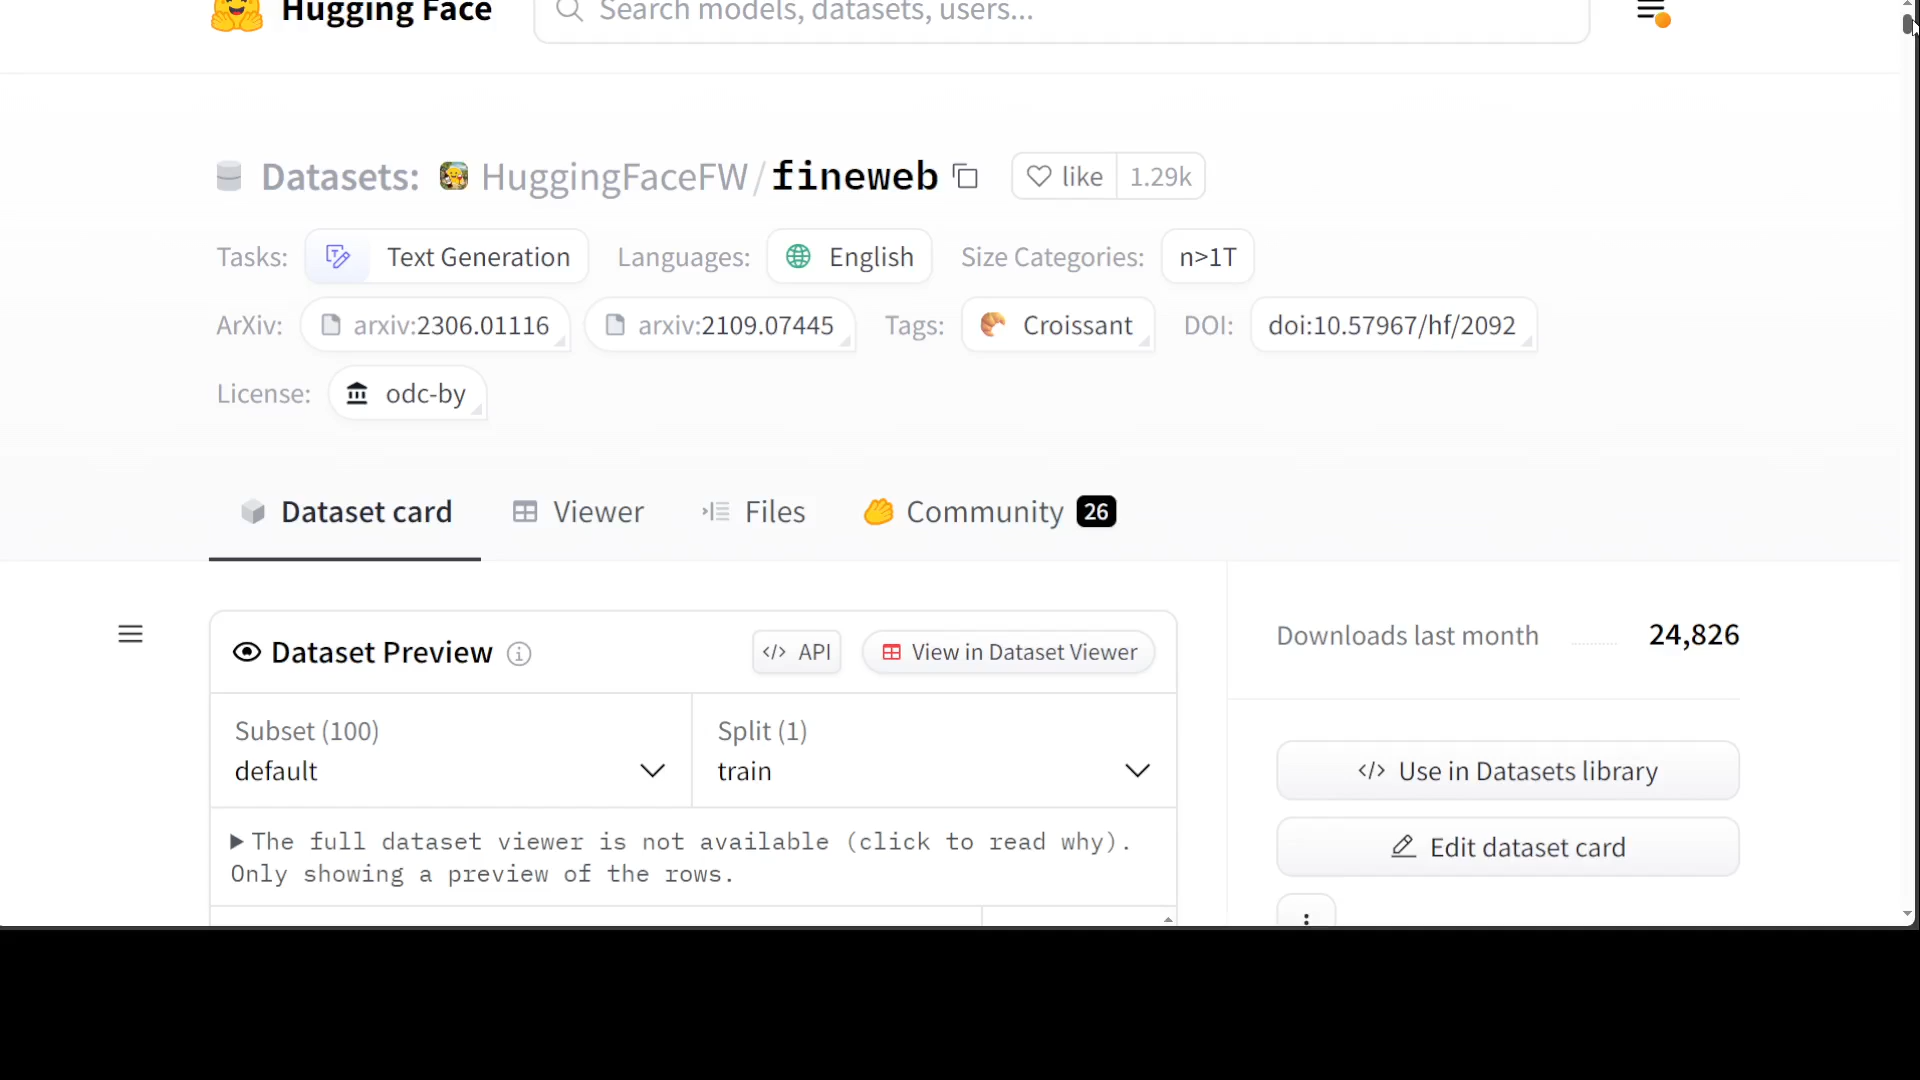 Hugging Face Search models, datasets, users...
Datasets: HuggingFaceFW/fineweb like 1.29k
Tasks: Text Generation Languages: English Size Categories: n>1T
ArXiv: arxiv:2306.01116 arxiv:2109.07445 Tags: Croissant DOI: doi:10.57967/hf/2092
License: odc-by
Dataset card Viewer Files Community 26
Dataset Preview </> API View in Dataset Viewer
Downloads last month 24,826
Subset (100) Split (1)
default train
</> Use in Datasets library
The full dataset viewer is not available (click to read why).
Only showing a preview of the rows.
Edit dataset card